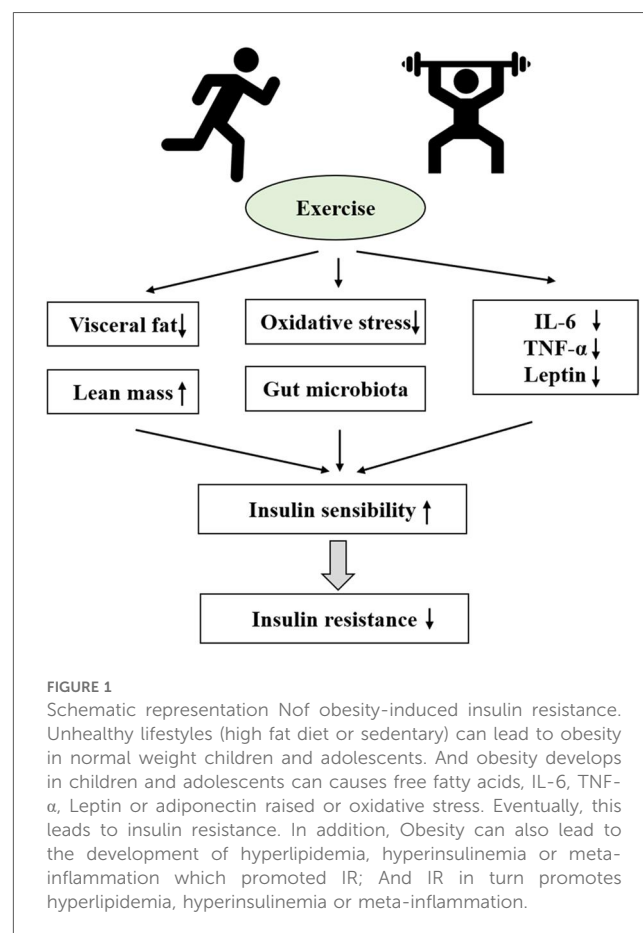 Exercise
Visceral fat↓
Oxidative stress↓
IL-6 ↓
TNF-α ↓
Leptin ↓
Lean mass ↑
Gut microbiota
Insulin sensibility ↑
Insulin resistance ↓
FIGURE 1
Schematic representation Nof obesity-induced insulin resistance.
Unhealthy lifestyles (high fat diet or sedentary) can lead to obesity
in normal weight children and adolescents. And obesity develops
in children and adolescents can causes free fatty acids, IL-6, TNF-
α, Leptin or adiponectin raised or oxidative stress. Eventually, this
leads to insulin resistance. In addition, Obesity can also lead to
the development of hyperlipidemia, hyperinsulinemia or meta-
inflammation which promoted IR; And IR in turn promotes
hyperlipidemia, hyperinsulinemia or meta-inflammation.